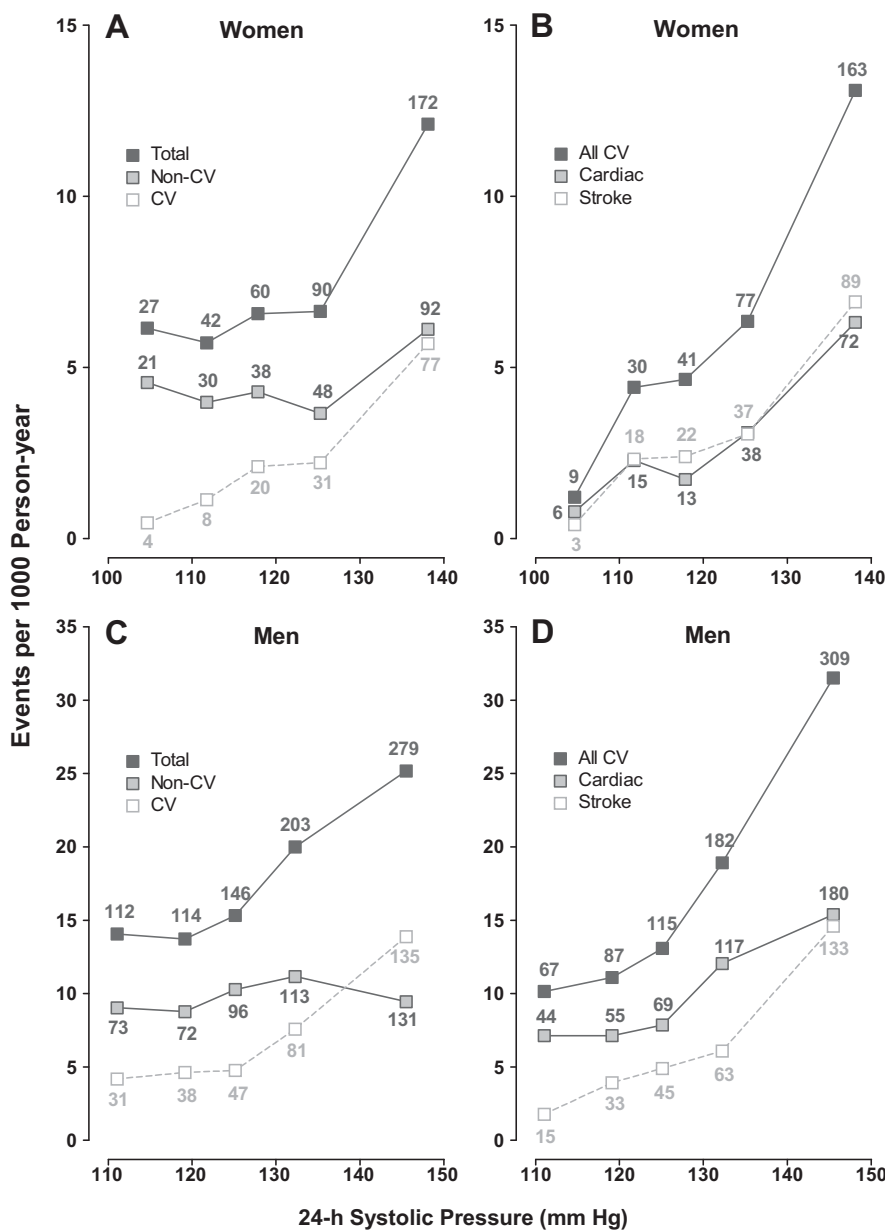 Events per 1000 Person-year
A Women
15
10
5
0
100 110 120 130 140
Total
Non-CV
CV
172
27 42 60 90
92
21 30 38 48
77
4 8 20 31
B Women
15
10
5
0
100 110 120 130 140
All CV
Cardiac
Stroke
163
77
30 41
9
89
72
18 22 37
6 15 13 38
3
C Men
35
30
25
20
15
10
5
0
110 120 130 140 150
Total
Non-CV
CV
279
203
112 114 146
135
73 72 96 113 131
31 38 47 81
D Men
35
30
25
20
15
10
5
0
110 120 130 140 150
All CV
Cardiac
Stroke
309
182
67 87 115
180
44 55 69 117
133
15 33 45 63
24-h Systolic Pressure (mm Hg)